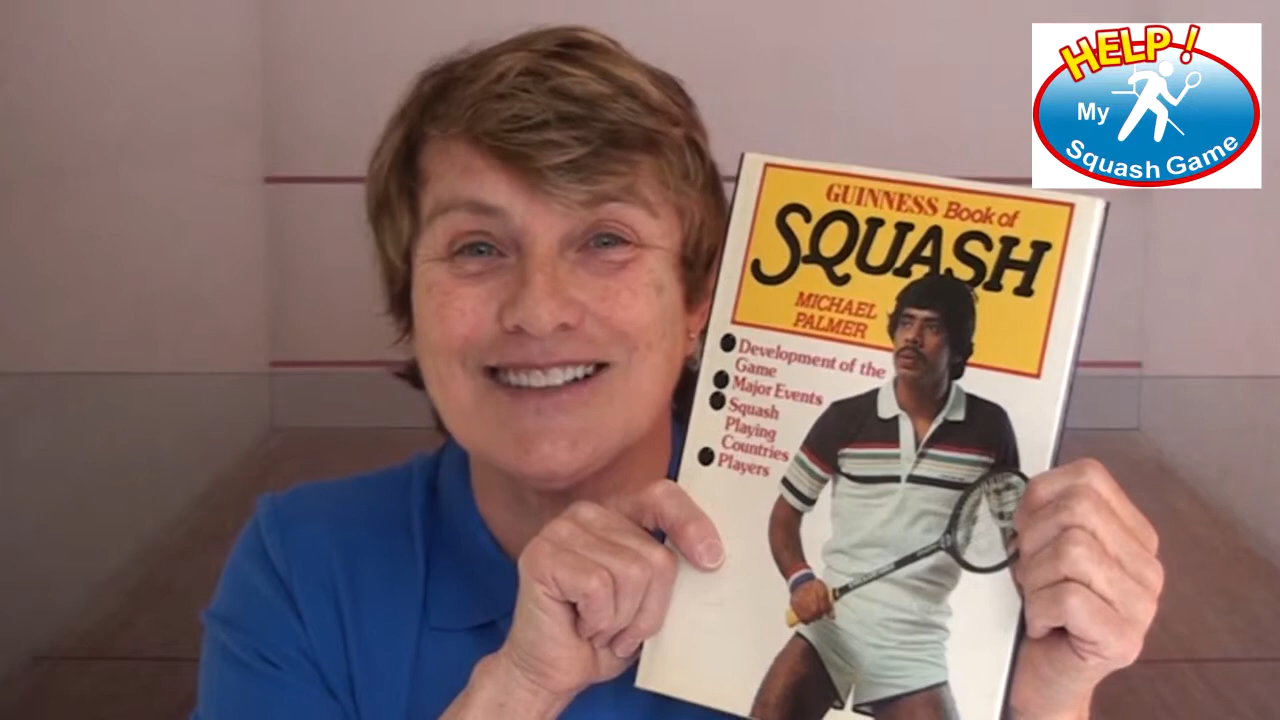 HELP!
My
Squash Game
GUINNESS Book of
SQUASH
MICHAEL
PALMER
Development of the
Game
Major Events
Squash
Playing
Countries
Players